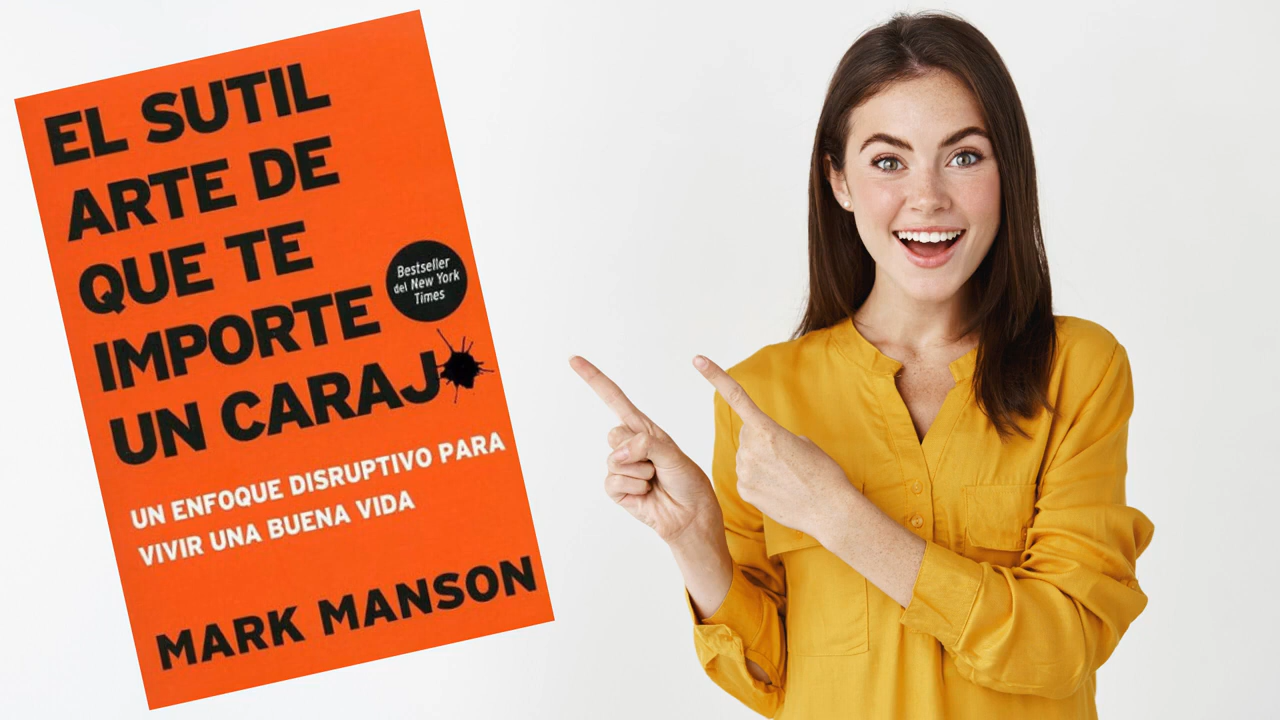 EL SUTIL
ARTE DE
QUE TE
IMPORTE
UN CARAJ
Bestseller
del New York
Times
UN ENFOQUE DISRUPTIVO PARA
VIVIR UNA BUENA VIDA
MARK MANSON